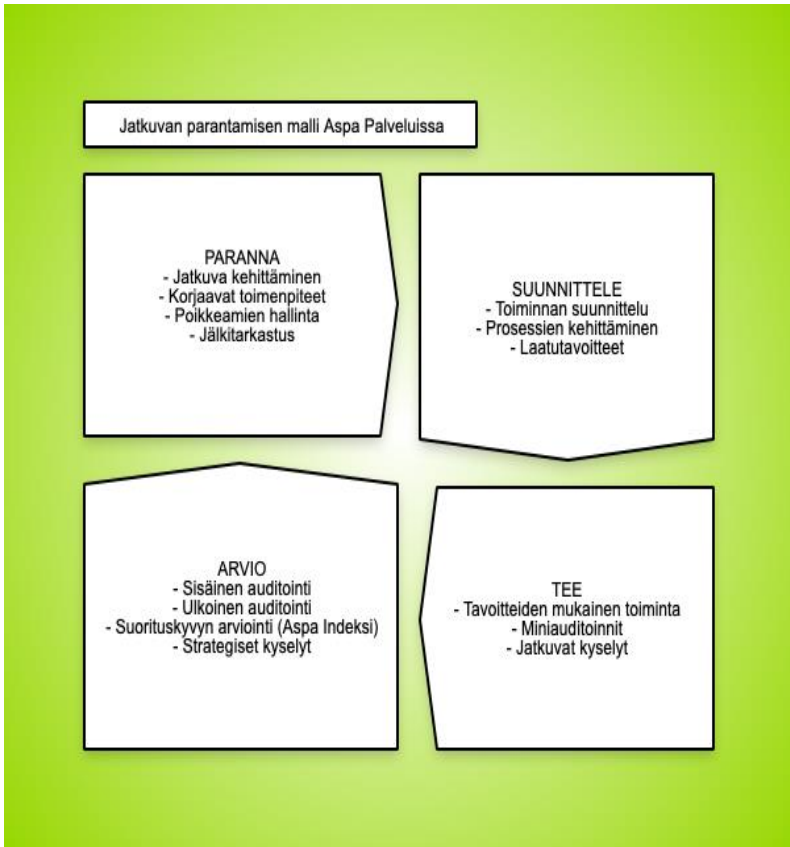 Jatkuvan parantamisen malli Aspa Palveluissa
PARANNA
- Jatkuva kehittäminen
- Korjaavat toimenpiteet
- Poikkeamien hallinta
- Jälkitarkastus
SUUNNITTELE
- Toiminnan suunnittelu
- Prosessien kehittäminen
- Laatutavoitteet
ARVIO
- Sisäinen auditointi
- Ulkoinen auditointi
- Suorituskyvyn arviointi (Aspa Indeksi)
- Strategiset kyselyt
TEE
- Tavoitteiden mukainen toiminta
- Miniauditoinnit
- Jatkuvat kyselyt